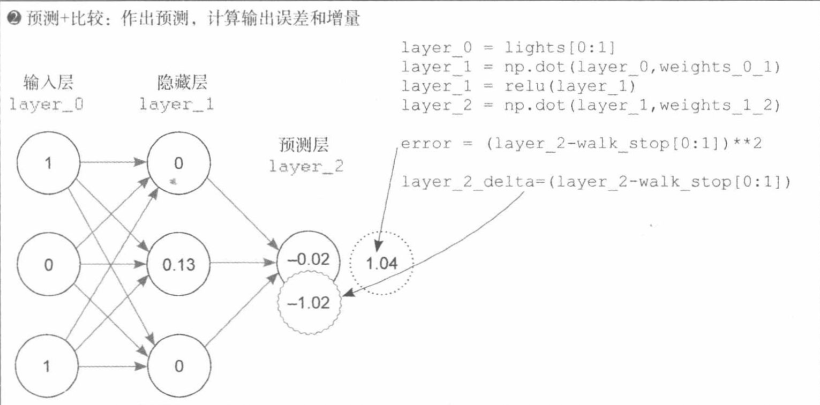 ❷ 预测+比较：作出预测，计算输出误差和增量
layer_0 = lights[0:1]
layer_1 = np.dot(layer_0,weights_0_1)
layer_1 = relu(layer_1)
layer_2 = np.dot(layer_1,weights_1_2)
error = (layer_2-walk_stop[0:1])**2
layer_2_delta=(layer_2-walk_stop[0:1])
输入层
layer_0
隐藏层
layer_1
预测层
layer_2
1
0
1
0
0.13
0
–0.02
–1.02
1.04